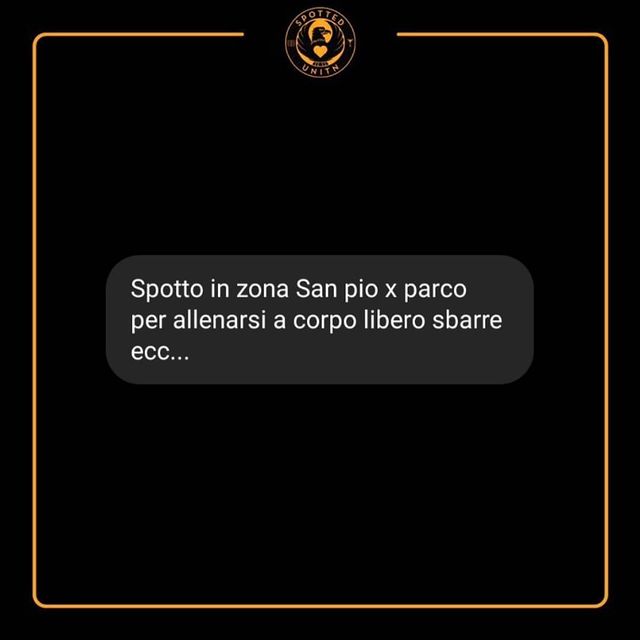 SPOTTED
UNITN
Spotto in zona San pio x parco
per allenarsi a corpo libero sbarre
ecc...